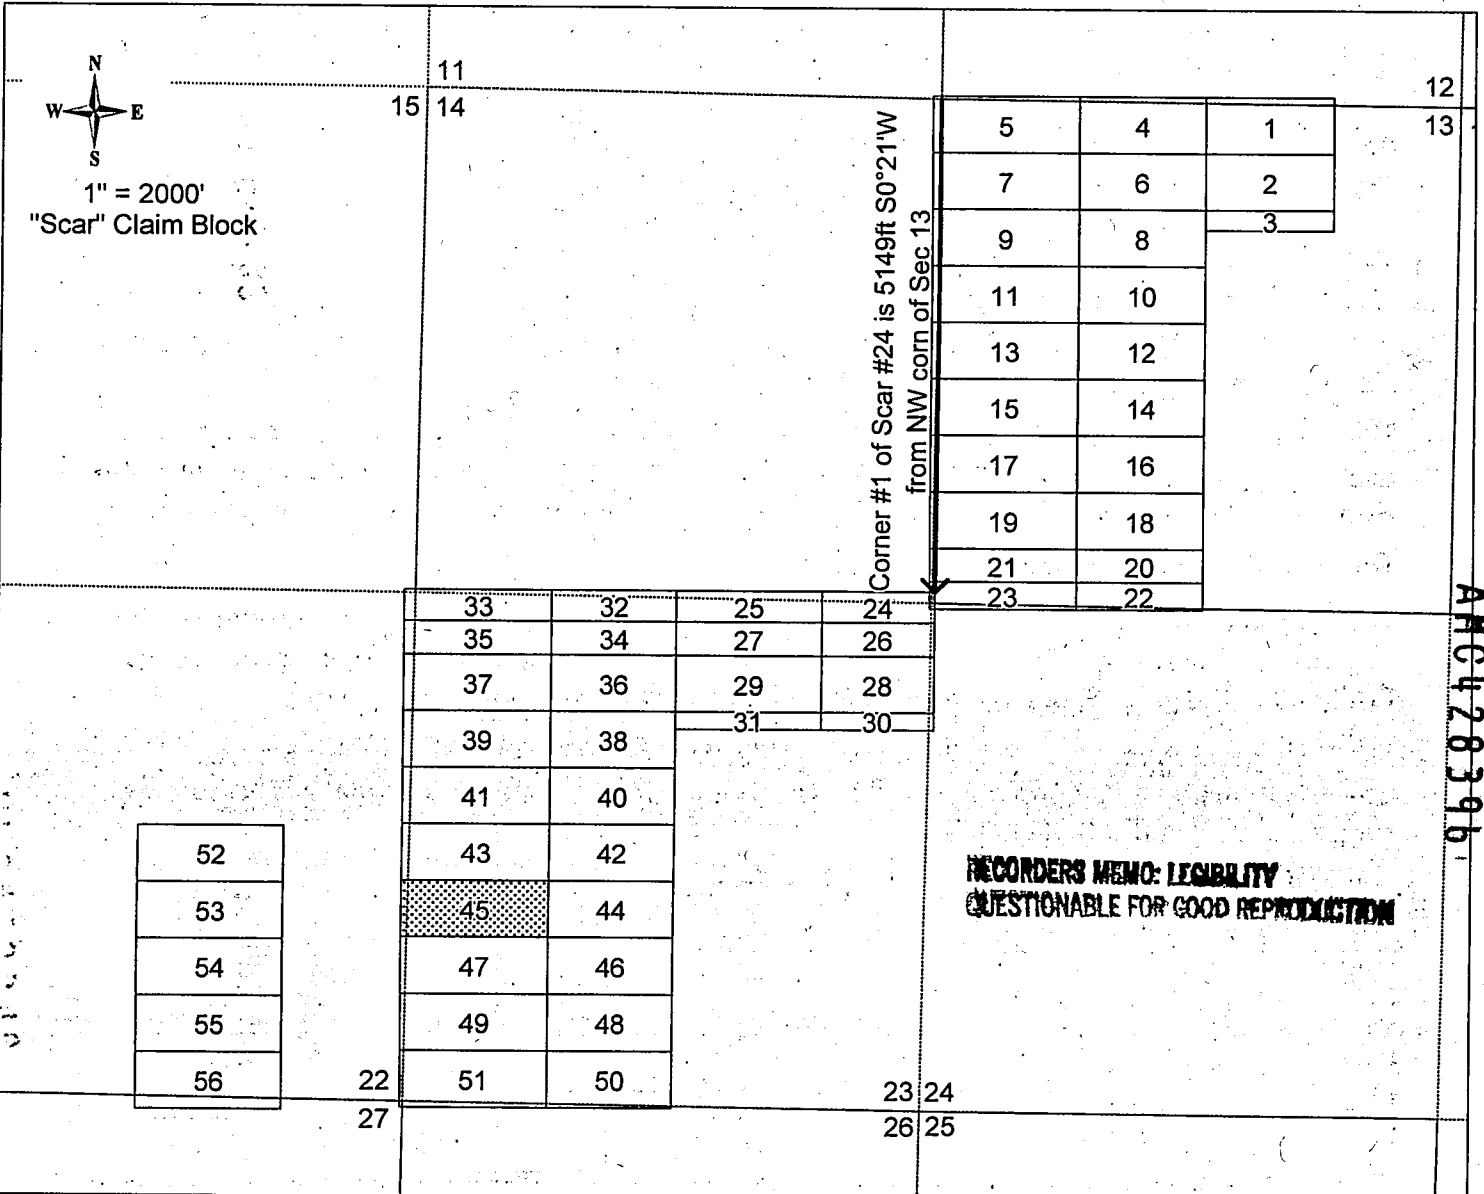 11
12
15 14
13
N
W E
S
1" = 2000'
"Scar" Claim Block
Corner #1 of Scar #24 is 5149ft S0°21'W
from NW corn of Sec 13
5 4 1
7 6 2
3
9 8
11 10
13 12
15 14
17 16
19 18
21 20
23 22
33 32 25 24
35 34 27 26
37 36 29 28
31 30
39 38
41 40
43 42
45 44
47 46
49 48
51 50
52
53
54
55
56
22
27
23 24
26 25
RECORDERS MEMO: LEGIBILITY
QUESTIONABLE FOR GOOD REPRODUCTION
AMC428396